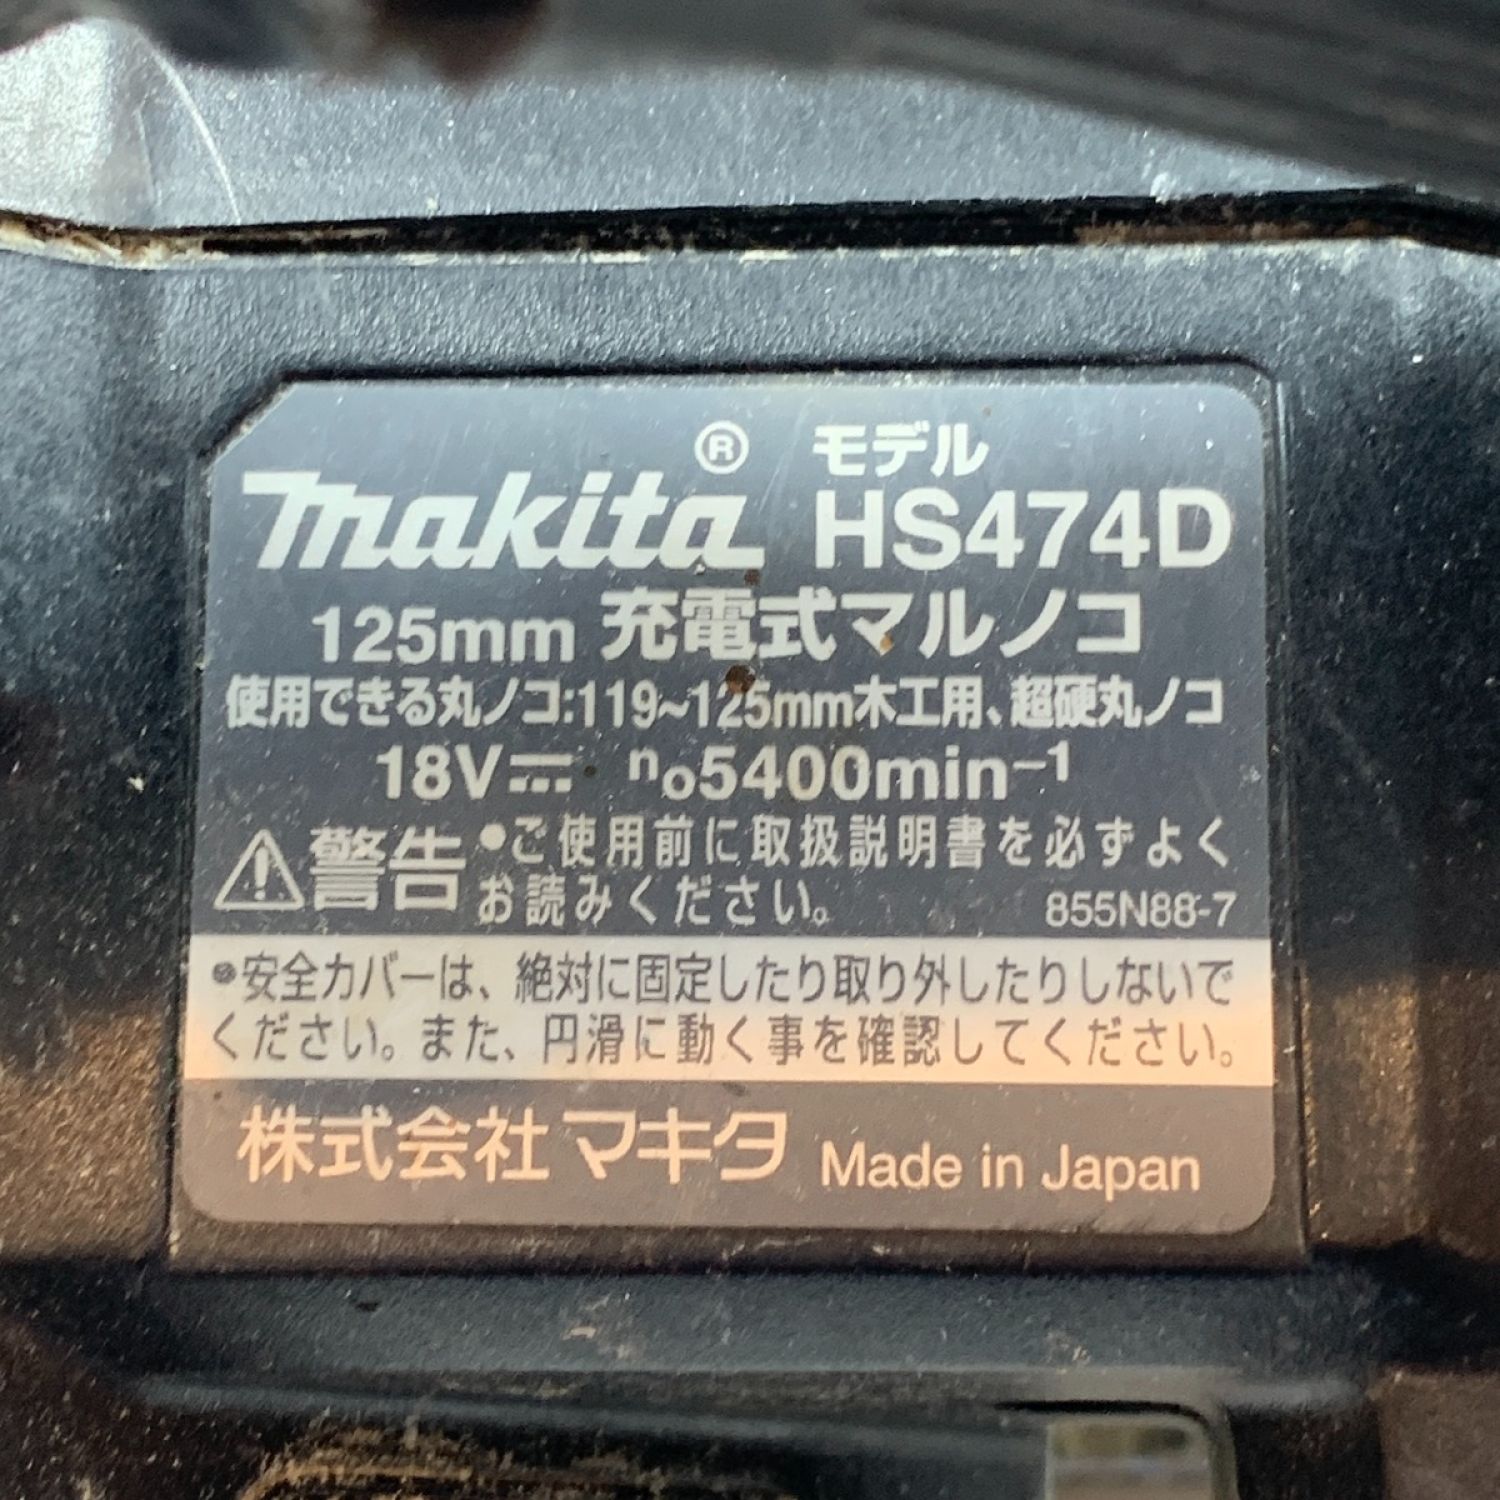 makita® モデル HS474D
125mm 充電式マルノコ
使用できる丸ノコ:119~125mm木工用、超硬丸ノコ
18V⎓ no5400min⁻¹
⚠警告 •ご使用前に取扱説明書を必ずよく
お読みください。 855N88-7
•安全カバーは、絶対に固定したり取り外したりしないで
ください。また、円滑に動く事を確認してください。
株式会社マキタ Made in Japan